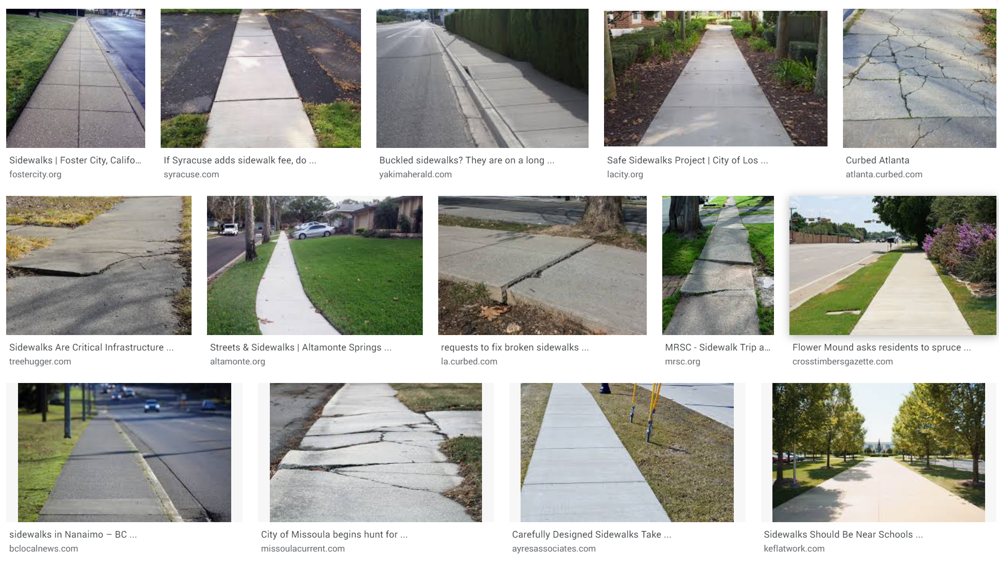 Sidewalks | Foster City, Califo...
fostercity.org
If Syracuse adds sidewalk fee, do ...
syracuse.com
Buckled sidewalks? They are on a long ...
yakimaherald.com
Safe Sidewalks Project | City of Los ...
lacity.org
Curbed Atlanta
atlanta.curbed.com
Sidewalks Are Critical Infrastructure ...
treehugger.com
Streets & Sidewalks | Altamonte Springs ...
altamonte.org
requests to fix broken sidewalks ...
la.curbed.com
MRSC - Sidewalk Trip a...
mrsc.org
Flower Mound asks residents to spruce ...
crosstimbersgazette.com
sidewalks in Nanaimo – BC ...
bclocalnews.com
City of Missoula begins hunt for ...
missoulacurrent.com
Carefully Designed Sidewalks Take ...
ayresassociates.com
Sidewalks Should Be Near Schools ...
keflatwork.com